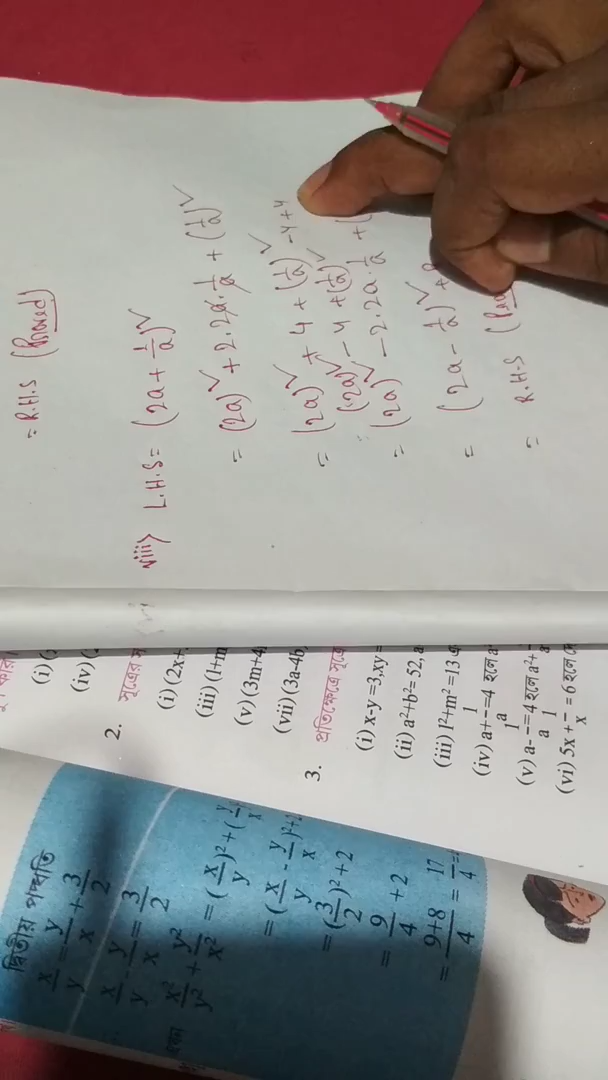 = R.H.S (Proved)
viii> L.H.S = (2a + 1/a)²
= (2a)² + 2.2a.1/a + (1/a)²
= (2a)² + 4 + (1/a)² - 4 + 4
= (2a)² - 4 + (1/a)²
= (2a)² - 2.2a.1/a +
= (2a - 1/a)² +
= R.H.S
(i)
(iv)
2.
(i) (2x+
(iii) (l+m
(v) (3m+4
(vii) (3a-4b
3. প্রতিক্ষেত্রে
(i) x-y=3,xy =
(ii) a²+b²=52, a
(iii) l²+m²=13
(iv) a+1/a=4 হলে a
(v) a-1/a=4 হলে a²+
(vi) 5x+1/x=6 হলে
দ্বিতীয় পদ্ধতি
x/y = y/x + 3/2
x/y - y/x = 3/2
x²/y² + y²/x² = (x/y)² + (y/x
= (x/y - y/x)²+2
= (3/2)²+2
= 9/4 + 2
= 9+8/4 = 17/4 =